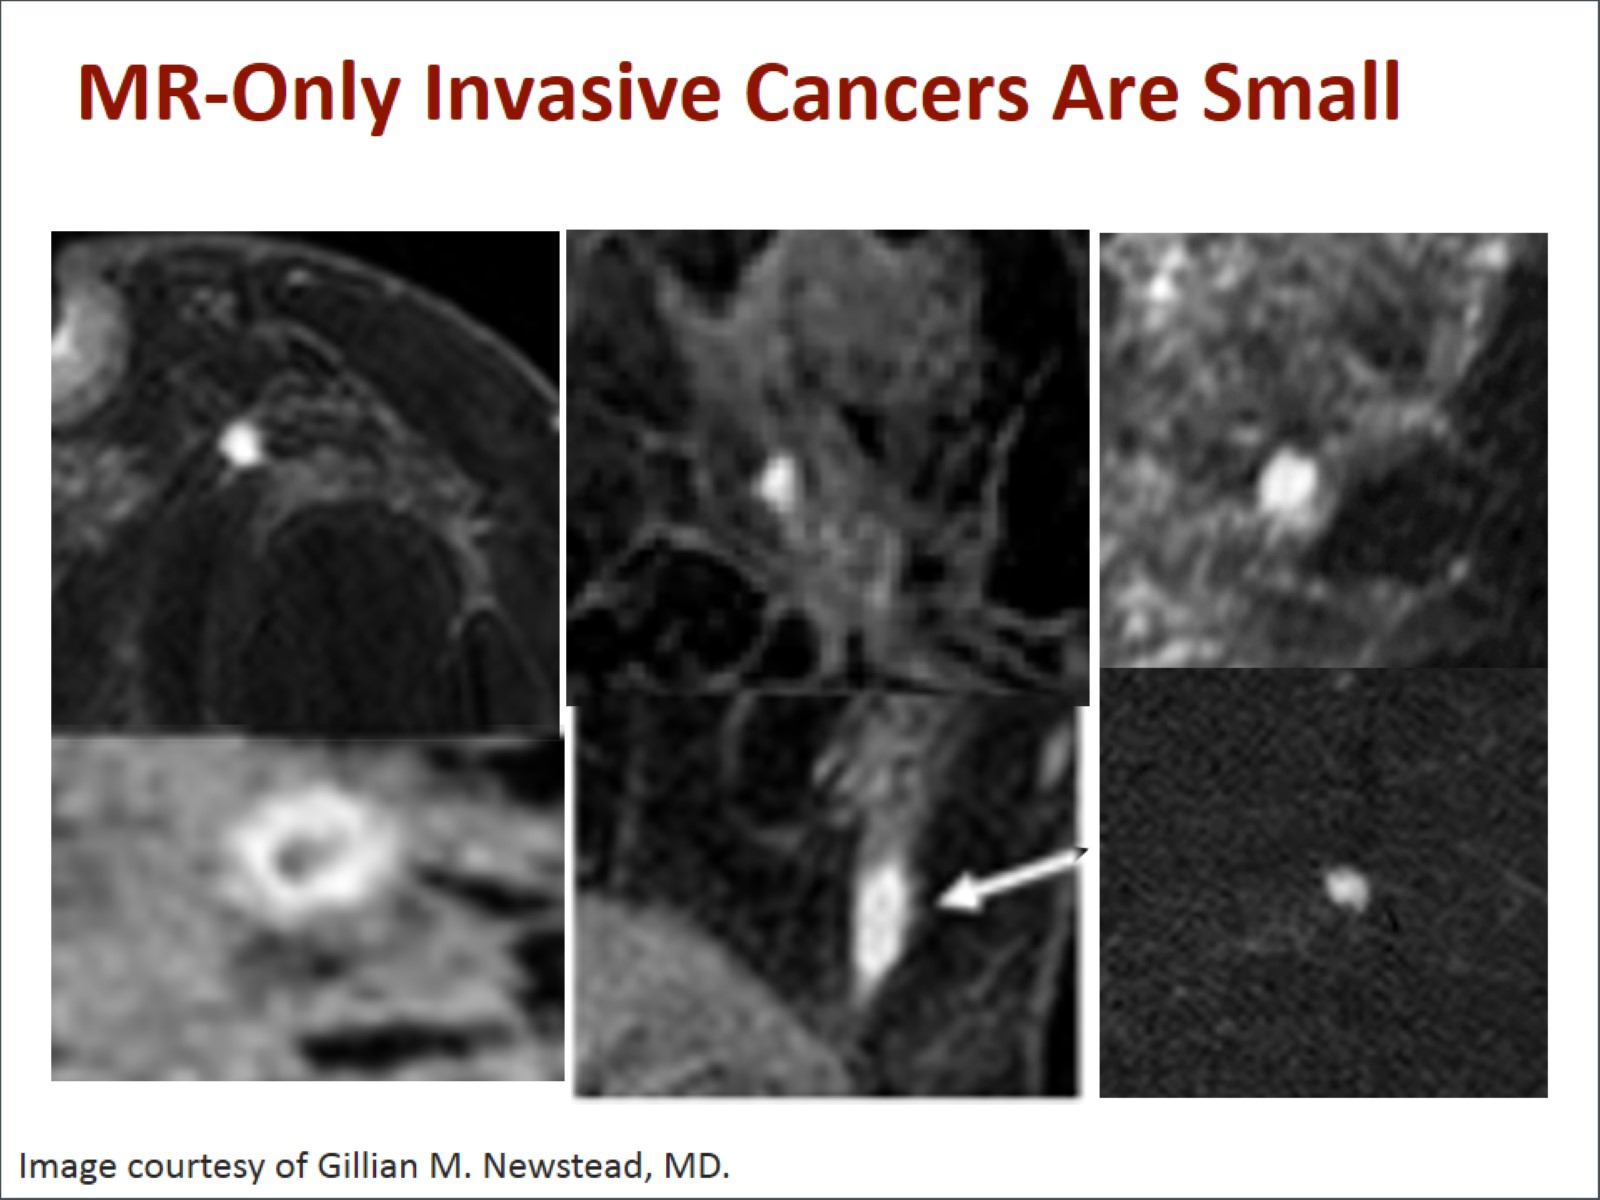 MR-Only Invasive Cancers Are Small
Image courtesy of Gillian M. Newstead, MD.